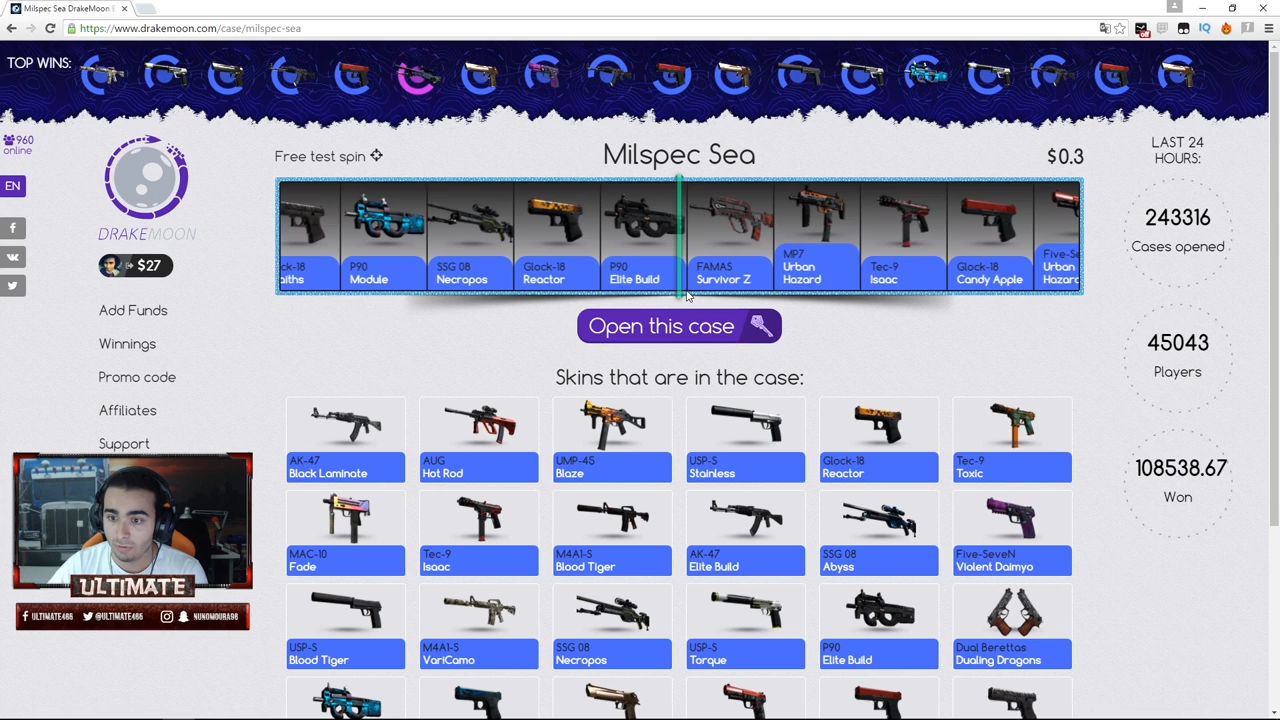 Milspec Sea DrakeMoon
https://www.drakemoon.com/case/milspec-sea
TOP WINS:
960
online
EN
DRAKEMOON
$27
Add Funds
Winnings
Promo code
Affiliates
Support
Free test spin
Milspec Sea
$0.3
P90
Module
SSG 08
Necropos
Glock-18
Reactor
P90
Elite Build
FAMAS
Survivor Z
MP7
Urban
Hazard
Tec-9
Isaac
Glock-18
Candy Apple
Open this case
Skins that are in the case:
AK-47
Black Laminate
AUG
Hot Rod
UMP-45
Blaze
USP-S
Stainless
Glock-18
Reactor
Tec-9
Toxic
MAC-10
Fade
Tec-9
Isaac
M4A1-S
Blood Tiger
AK-47
Elite Build
SSG 08
Abyss
Five-SeveN
Violent Daimyo
USP-S
Blood Tiger
M4A1-S
VariCamo
SSG 08
Necropos
USP-S
Torque
P90
Elite Build
Dual Berettas
Dualing Dragons
LAST 24
HOURS:
243316
Cases opened
45043
Players
108538.67
Won
ULTIMATE
ULTIMATE466 @ULTIMATE466 NUNOMOURA96